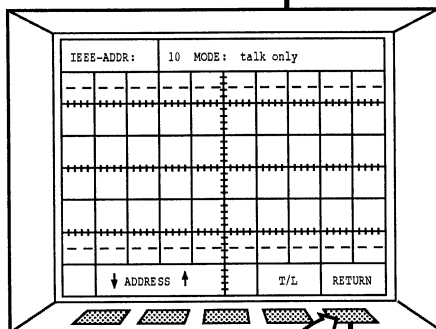 IEEE-ADDR: 10 MODE: talk only
↓ ADDRESS ↑ T/L RETURN